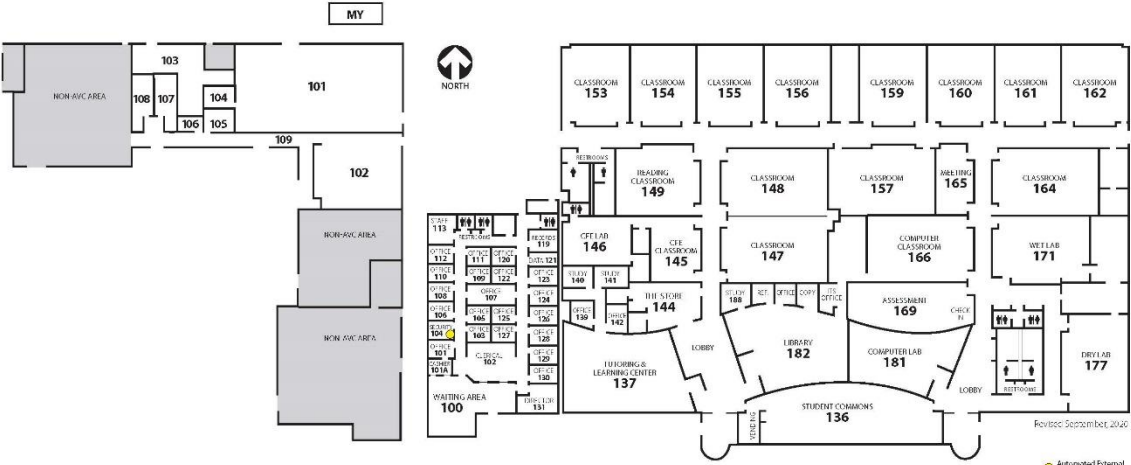 MY
103
NON-AVC AREA
108
107
104
101
106
105
109
102
NON-AVC AREA
NON-AVC AREA
NORTH
CLASSROOM
153
CLASSROOM
154
CLASSROOM
155
CLASSROOM
156
CLASSROOM
159
CLASSROOM
160
CLASSROOM
161
CLASSROOM
162
RESTROOMS
READING
CLASSROOM
149
CLASSROOM
148
CLASSROOM
157
MEETING
165
CLASSROOM
164
STAFF
113
RESTROOMS
RECORDS
119
DATA 121
OFFICE
112
OFFICE
111
OFFICE
120
OFFICE
110
OFFICE
109
OFFICE
122
OFFICE
123
OFFICE
108
OFFICE
107
OFFICE
124
OFFICE
106
OFFICE
105
OFFICE
125
OFFICE
126
SECURITY
104
OFFICE
103
OFFICE
127
OFFICE
128
OFFICE
101
CLERICAL
102
OFFICE
129
CASHIER
101A
OFFICE
130
WAITING AREA
100
DIRECTOR
131
CFE LAB
146
CFE
CLASSROOM
145
CLASSROOM
147
COMPUTER
CLASSROOM
166
WET LAB
171
STUDY
140
STUDY
141
THE STORE
144
OFFICE
139
OFFICE
142
STUDY
188
REF.
OFFICE
COPY
ITS
OFFICE
ASSESSMENT
169
CHECK
IN
LOBBY
LIBRARY
182
COMPUTER LAB
181
TUTORING &
LEARNING CENTER
137
LOBBY
RESTROOMS
DRY LAB
177
STUDENT COMMONS
136
VENDING
Revised September, 2020
Automated External